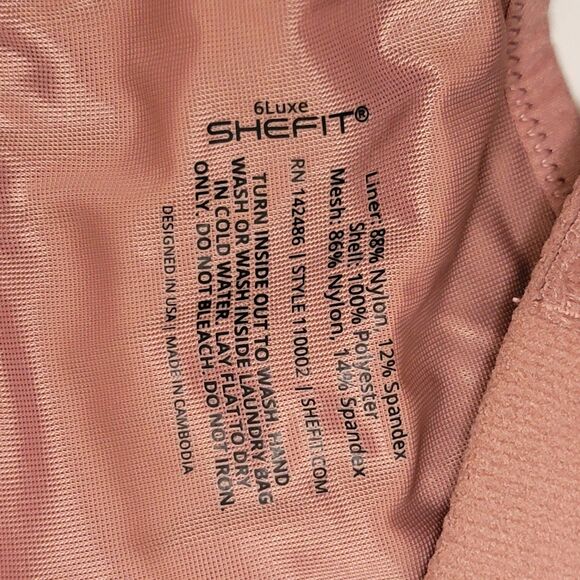 6Luxe
SHEFIT®
Liner: 88% Nylon, 12% Spandex
Shell: 100% Polyester
Mesh: 86% Nylon, 14% Spandex
RN 142486 | STYLE 110002 | SHEFIT.COM
TURN INSIDE OUT TO WASH. HAND
WASH OR WASH INSIDE LAUNDRY BAG
IN COLD WATER. LAY FLAT TO DRY
ONLY. DO NOT BLEACH. DO NOT IRON.
DESIGNED IN USA | MADE IN CAMBODIA